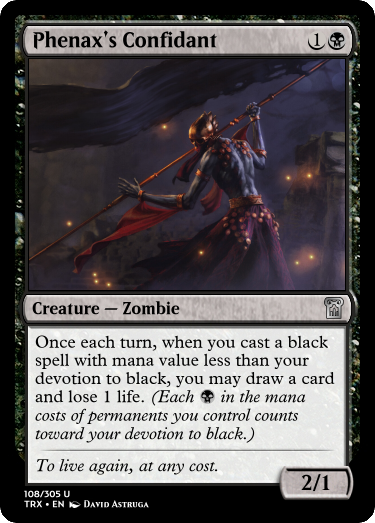 Phenax's Confidant 1
Creature — Zombie
Once each turn, when you cast a black
spell with mana value less than your
devotion to black, you may draw a card
and lose 1 life. (Each in the mana
costs of permanents you control counts
toward your devotion to black.)
To live again, at any cost.
2/1
108/305 U
TRX • EN David Astruga